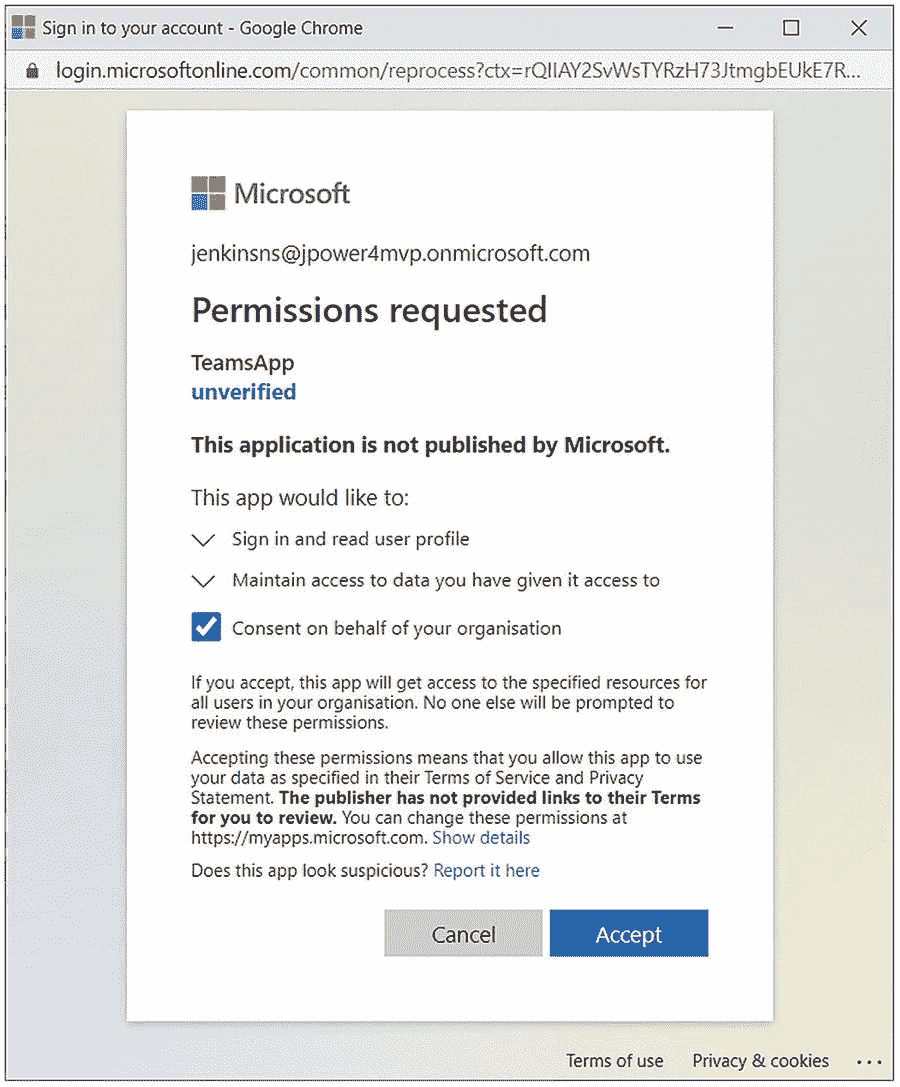 Sign in to your account - Google Chrome
login.microsoftonline.com/common/reprocess?ctx=rQIIAY2SvWsTYRzH73JtmgbEUkE7R...
Microsoft
jenkinsns@jpower4mvp.onmicrosoft.com
Permissions requested
TeamsApp
unverified
This application is not published by Microsoft.
This app would like to:
Sign in and read user profile
Maintain access to data you have given it access to
Consent on behalf of your organisation
If you accept, this app will get access to the specified resources for
all users in your organisation. No one else will be prompted to
review these permissions.
Accepting these permissions means that you allow this app to use
your data as specified in their Terms of Service and Privacy
Statement. The publisher has not provided links to their Terms
for you to review. You can change these permissions at
https://myapps.microsoft.com. Show details
Does this app look suspicious? Report it here
Cancel Accept
Terms of use Privacy & cookies ...